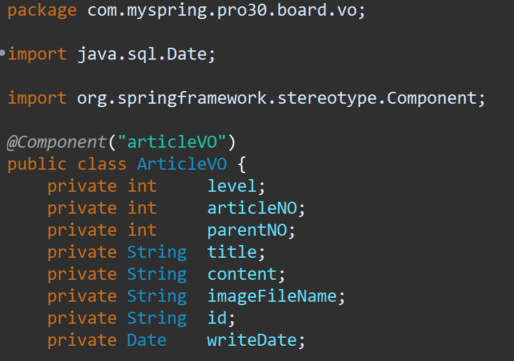 package com.myspring.pro30.board.vo;
import java.sql.Date;
import org.springframework.stereotype.Component;
@Component("articleVO")
public class ArticleVO {
    private int     level;
    private int     articleNO;
    private int     parentNO;
    private String  title;
    private String  content;
    private String  imageFileName;
    private String  id;
    private Date    writeDate;